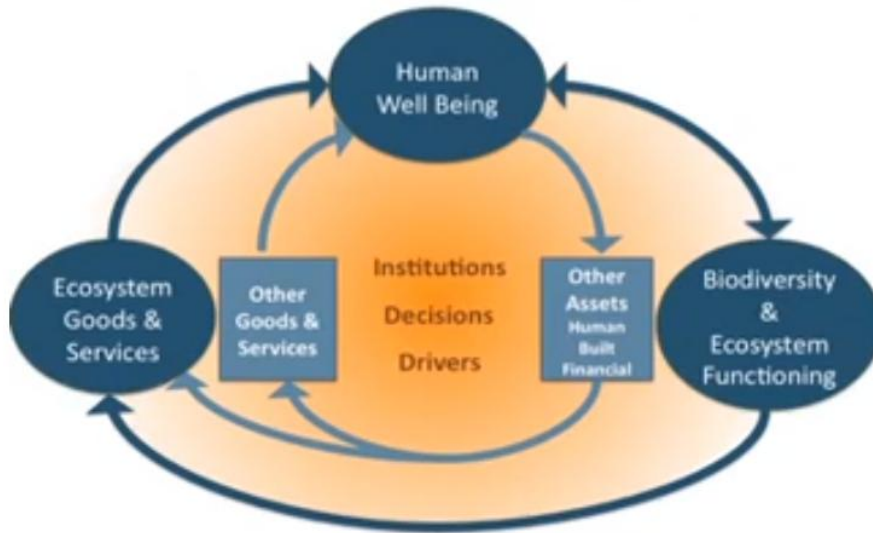 Human
Well Being
Ecosystem
Goods &
Services
Other
Goods &
Services
Institutions
Decisions
Drivers
Other
Assets
Human
Built
Financial
Biodiversity
&
Ecosystem
Functioning